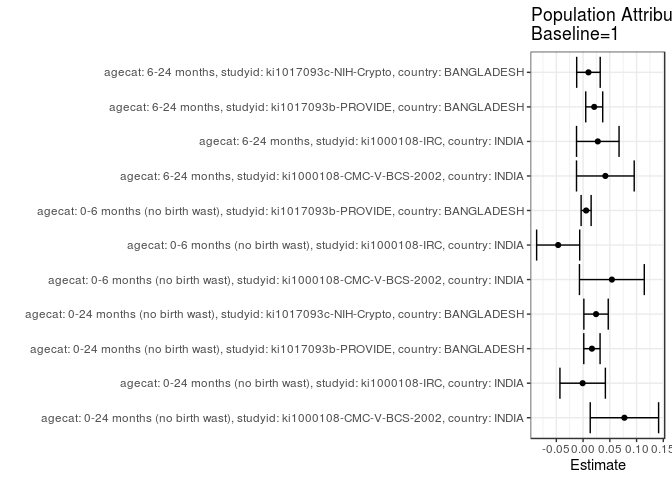 Population Attribu
Baseline=1
agecat: 6-24 months, studyid: ki1017093c-NIH-Crypto, country: BANGLADESH
agecat: 6-24 months, studyid: ki1017093b-PROVIDE, country: BANGLADESH
agecat: 6-24 months, studyid: ki1000108-IRC, country: INDIA
agecat: 6-24 months, studyid: ki1000108-CMC-V-BCS-2002, country: INDIA
agecat: 0-6 months (no birth wast), studyid: ki1017093b-PROVIDE, country: BANGLADESH
agecat: 0-6 months (no birth wast), studyid: ki1000108-IRC, country: INDIA
agecat: 0-6 months (no birth wast), studyid: ki1000108-CMC-V-BCS-2002, country: INDIA
agecat: 0-24 months (no birth wast), studyid: ki1017093c-NIH-Crypto, country: BANGLADESH
agecat: 0-24 months (no birth wast), studyid: ki1017093b-PROVIDE, country: BANGLADESH
agecat: 0-24 months (no birth wast), studyid: ki1000108-IRC, country: INDIA
agecat: 0-24 months (no birth wast), studyid: ki1000108-CMC-V-BCS-2002, country: INDIA
-0.05 0.00 0.05 0.10 0.15
Estimate